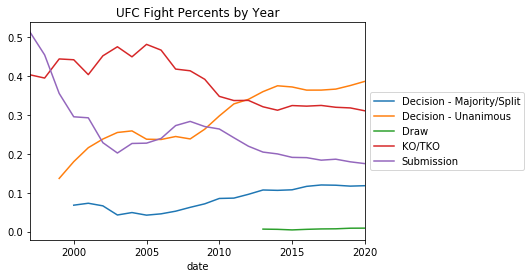 UFC Fight Percents by Year
0.5
0.4
0.3
0.2
0.1
0.0
2000 2005 2010 2015 2020
date
Decision - Majority/Split
Decision - Unanimous
Draw
KO/TKO
Submission